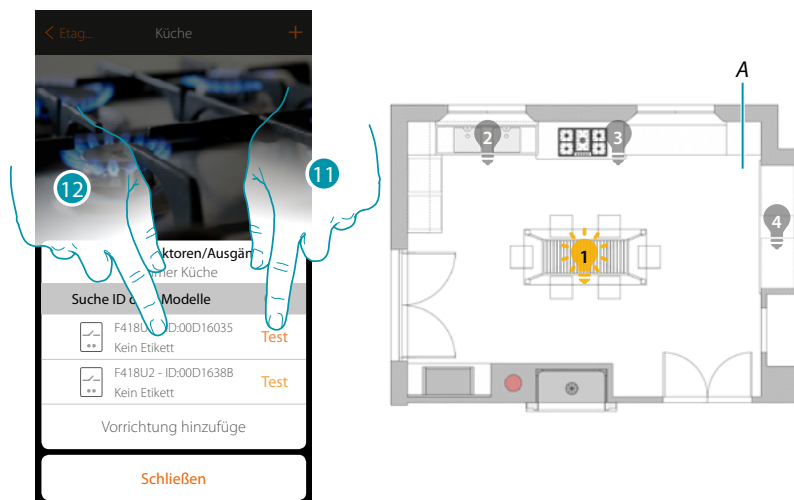 Etag...
Küche
+
12
11
ktoren/Ausgän
Küche
Suche ID
Modelle
F418U
ID:00D16035
Kein Etikett
Test
F418U2 - ID:00D1638B
Kein Etikett
Test
Vorrichtung hinzufüge
Schließen
A
2
3
4
1